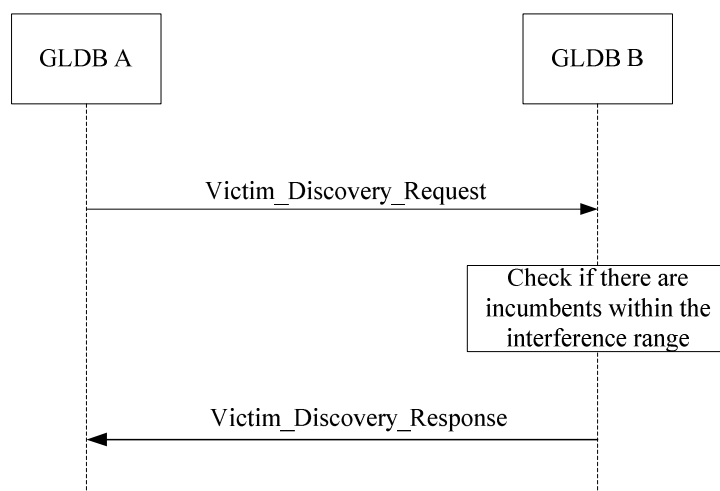 GLDB A
GLDB B
Victim_Discovery_Request
Check if there are
incumbents within the
interference range
Victim_Discovery_Response